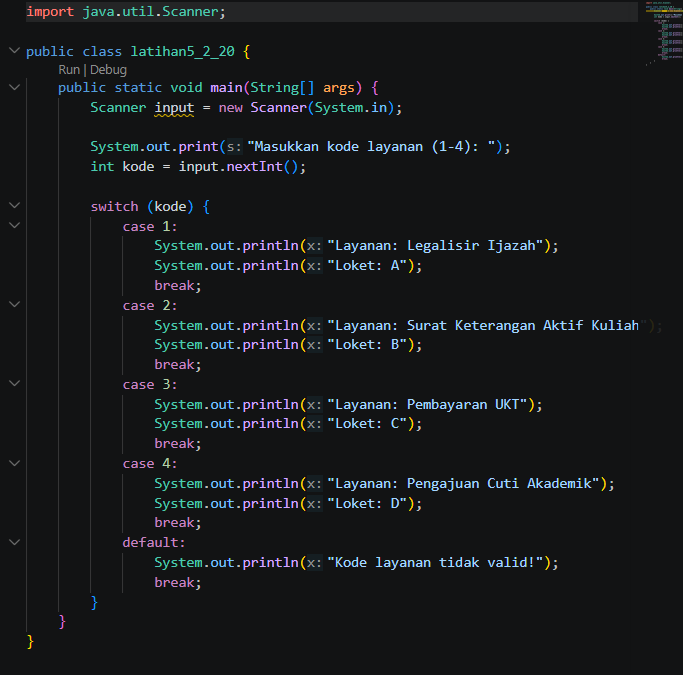 import java.util.Scanner;
public class latihan5_2_20 {
Run | Debug
public static void main(String[] args) {
Scanner input = new Scanner(System.in);
System.out.print(s: "Masukkan kode layanan (1-4): ");
int kode = input.nextInt();
switch (kode) {
case 1:
System.out.println(x: "Layanan: Legalisir Ijazah");
System.out.println(x: "Loket: A");
break;
case 2:
System.out.println(x: "Layanan: Surat Keterangan Aktif Kuliah");
System.out.println(x: "Loket: B");
break;
case 3:
System.out.println(x: "Layanan: Pembayaran UKT");
System.out.println(x: "Loket: C");
break;
case 4:
System.out.println(x: "Layanan: Pengajuan Cuti Akademik");
System.out.println(x: "Loket: D");
break;
default:
System.out.println(x: "Kode layanan tidak valid!");
break;
}
}
}